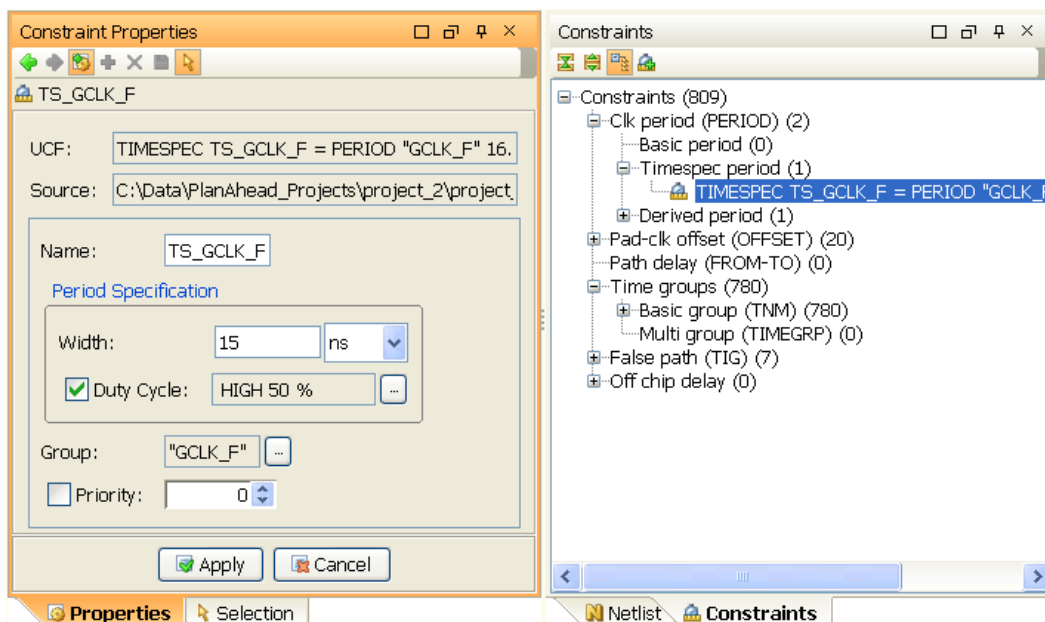 Constraint Properties
TS_GCLK_F
UCF: TIMESPEC TS_GCLK_F = PERIOD "GCLK_F" 16.
Source: C:\Data\PlanAhead_Projects\project_2\project_
Name: TS_GCLK_F
Period Specification
Width: 15 ns
Duty Cycle: HIGH 50 % ...
Group: "GCLK_F" ...
Priority: 0
Apply Cancel
Properties Selection
Constraints
Constraints (809)
Clk period (PERIOD) (2)
Basic period (0)
Timespec period (1)
TIMESPEC TS_GCLK_F = PERIOD "GCLK_F
Derived period (1)
Pad-clk offset (OFFSET) (20)
Path delay (FROM-TO) (0)
Time groups (780)
Basic group (TNM) (780)
Multi group (TIMEGRP) (0)
False path (TIG) (7)
Off chip delay (0)
Netlist Constraints